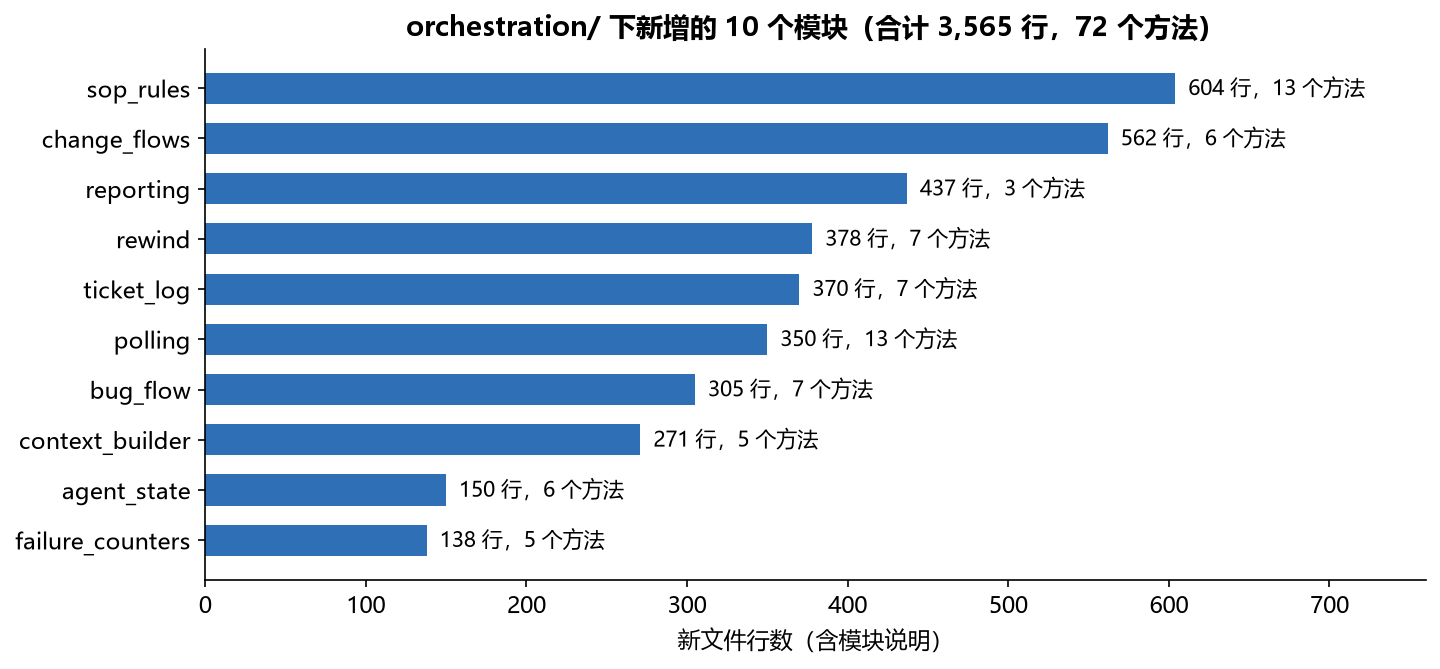 orchestration/ 下新增的 10 个模块（合计 3,565 行，72 个方法）
sop_rules
604 行，13 个方法
change_flows
562 行，6 个方法
reporting
437 行，3 个方法
rewind
378 行，7 个方法
ticket_log
370 行，7 个方法
polling
350 行，13 个方法
bug_flow
305 行，7 个方法
context_builder
271 行，5 个方法
agent_state
150 行，6 个方法
failure_counters
138 行，5 个方法
0 100 200 300 400 500 600 700
新文件行数（含模块说明）